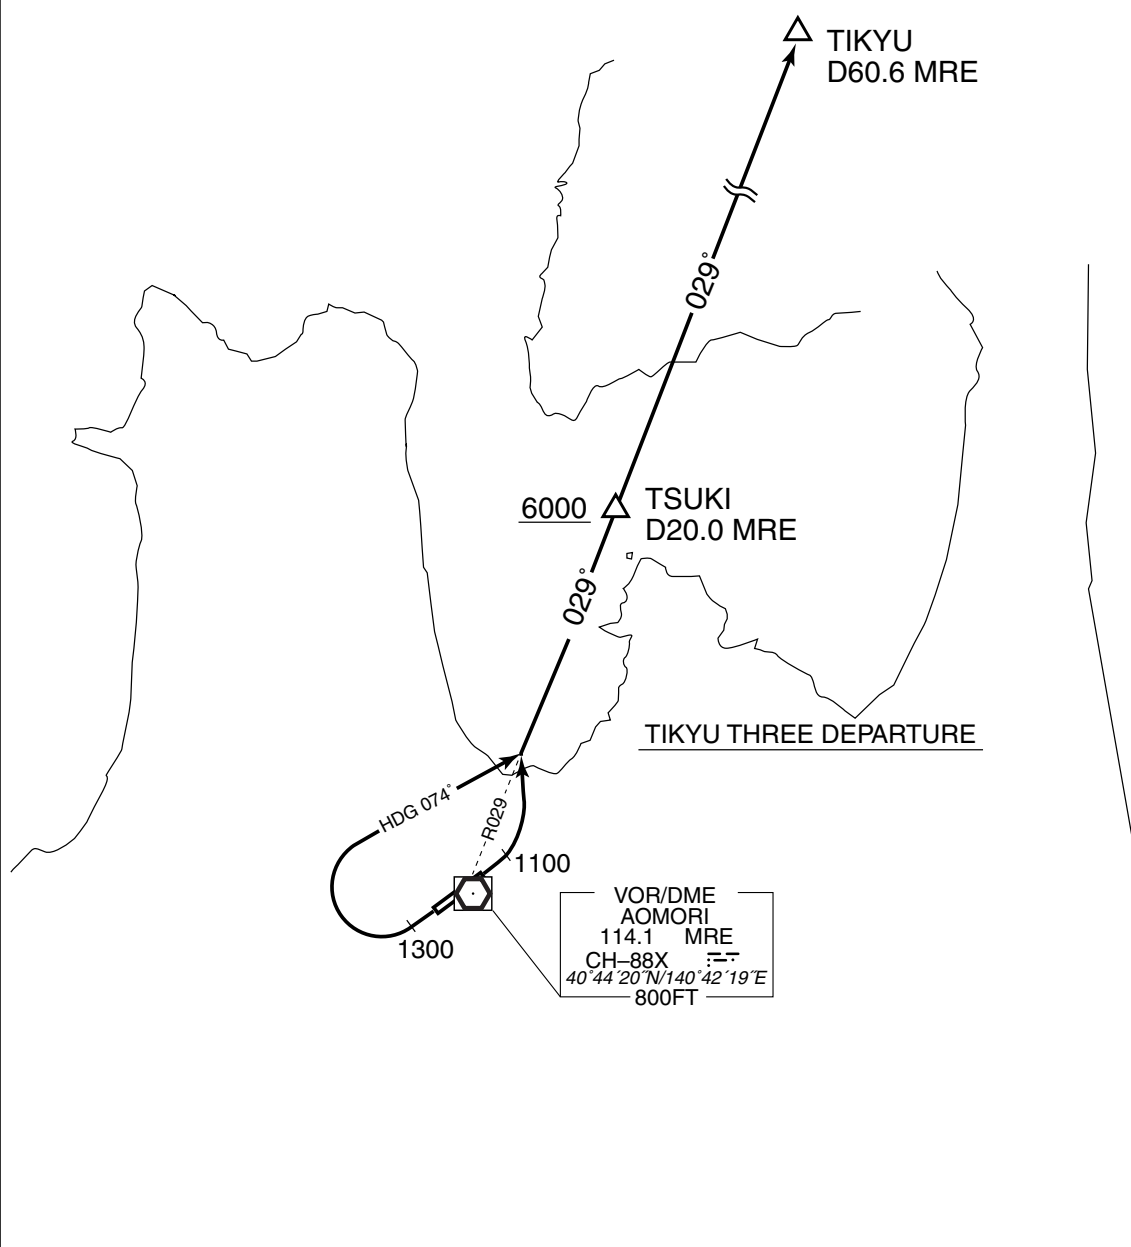 TIKYU
D60.6 MRE
029°
6000
TSUKI
D20.0 MRE
029°
TIKYU THREE DEPARTURE
HDG 074°
R029
1100
1300
VOR/DME
AOMORI
114.1 MRE
CH–88X
40°44´20˝N/140°42´19˝E
800FT